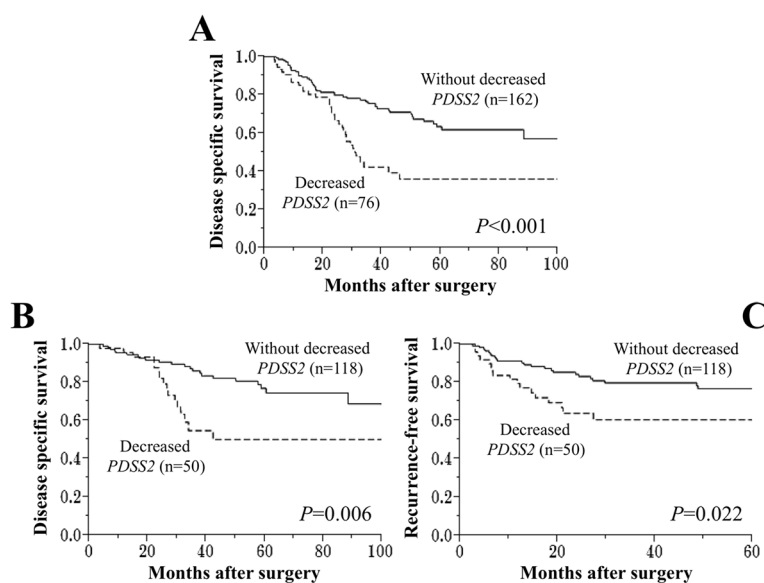 A
Disease specific survival
1.0
0.8
0.6
0.4
0.2
0.0
Without decreased
PDSS2 (n=162)
Decreased
PDSS2 (n=76)
P<0.001
0 20 40 60 80 100
Months after surgery
B
Disease specific survival
1.0
0.8
0.6
0.4
0.2
0.0
Without decreased
PDSS2 (n=118)
Decreased
PDSS2 (n=50)
P=0.006
0 20 40 60 80 100
Months after surgery
C
Recurrence-free survival
1.0
0.8
0.6
0.4
0.2
0.0
Without decreased
PDSS2 (n=118)
Decreased
PDSS2 (n=50)
P=0.022
0 20 40 60
Months after surgery